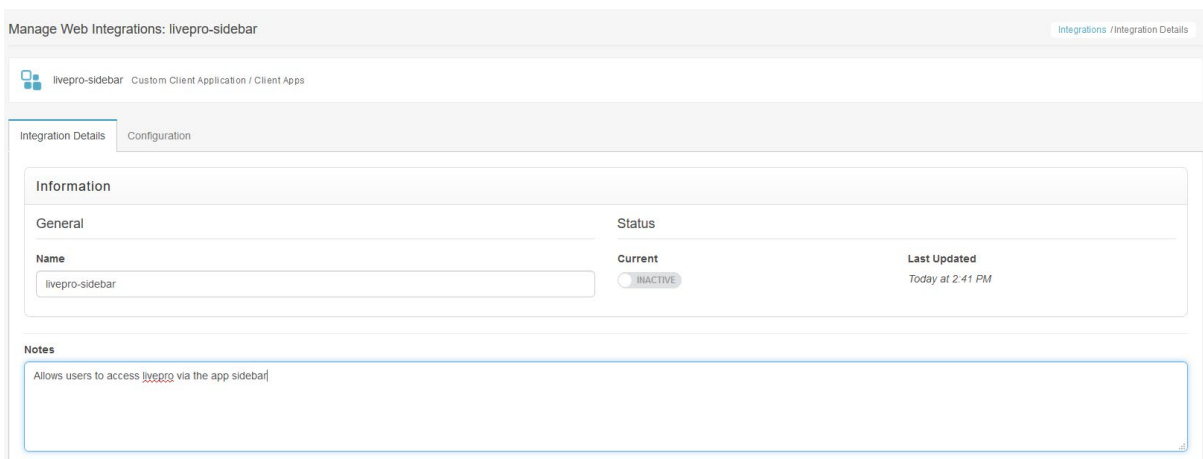 Manage Web Integrations: livepro-sidebar
Integrations / Integration Details
livepro-sidebar Custom Client Application / Client Apps
Integration Details Configuration
Information
General Status
Name Current Last Updated
livepro-sidebar INACTIVE Today at 2:41 PM
Notes
Allows users to access livepro via the app sidebar